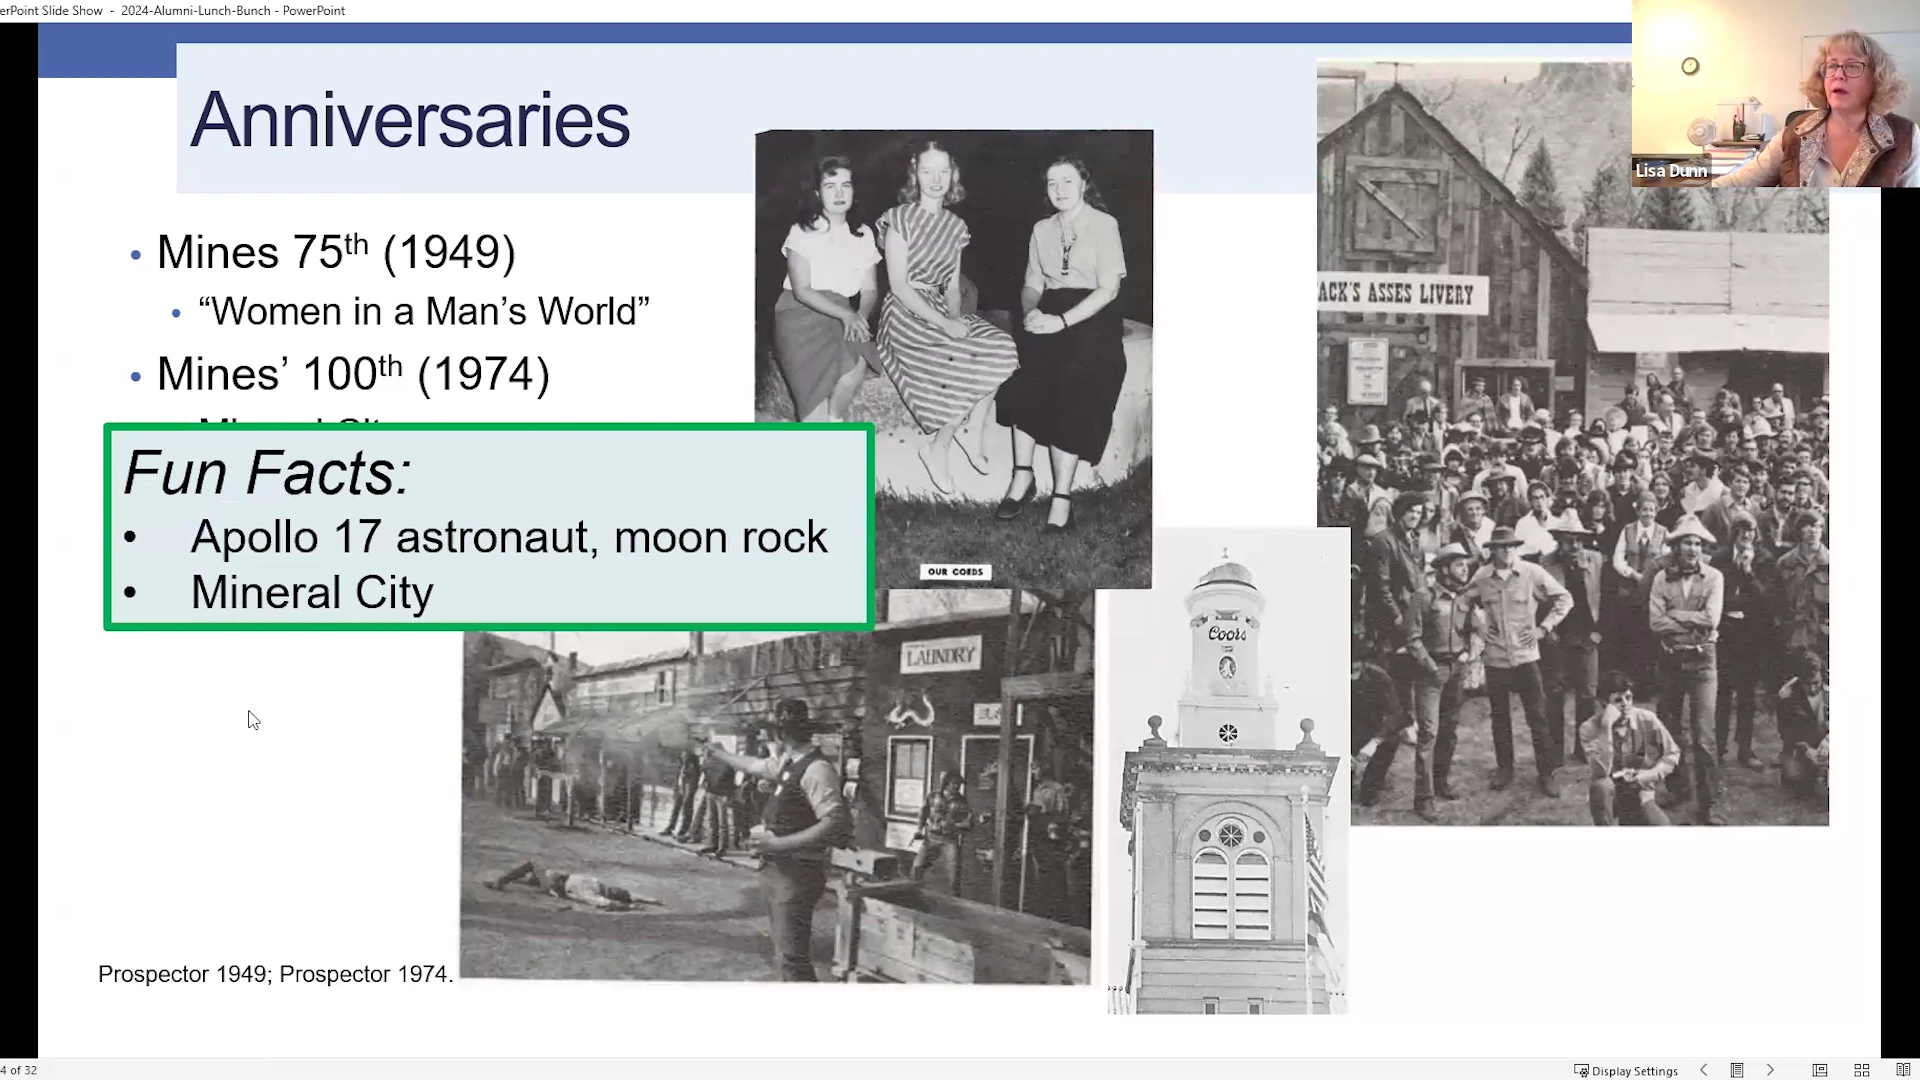 erPoint Slide Show - 2024-Alumni-Lunch-Bunch - PowerPoint
Anniversaries
Lisa Dunn
• Mines 75th (1949)
• “Women in a Man’s World”
• Mines’ 100th (1974)
ACK'S ASSES LIVERY
Fun Facts:
• Apollo 17 astronaut, moon rock
• Mineral City
OUR COEDS
Coors
LAUNDRY
Prospector 1949; Prospector 1974.
4 of 32
Display Settings